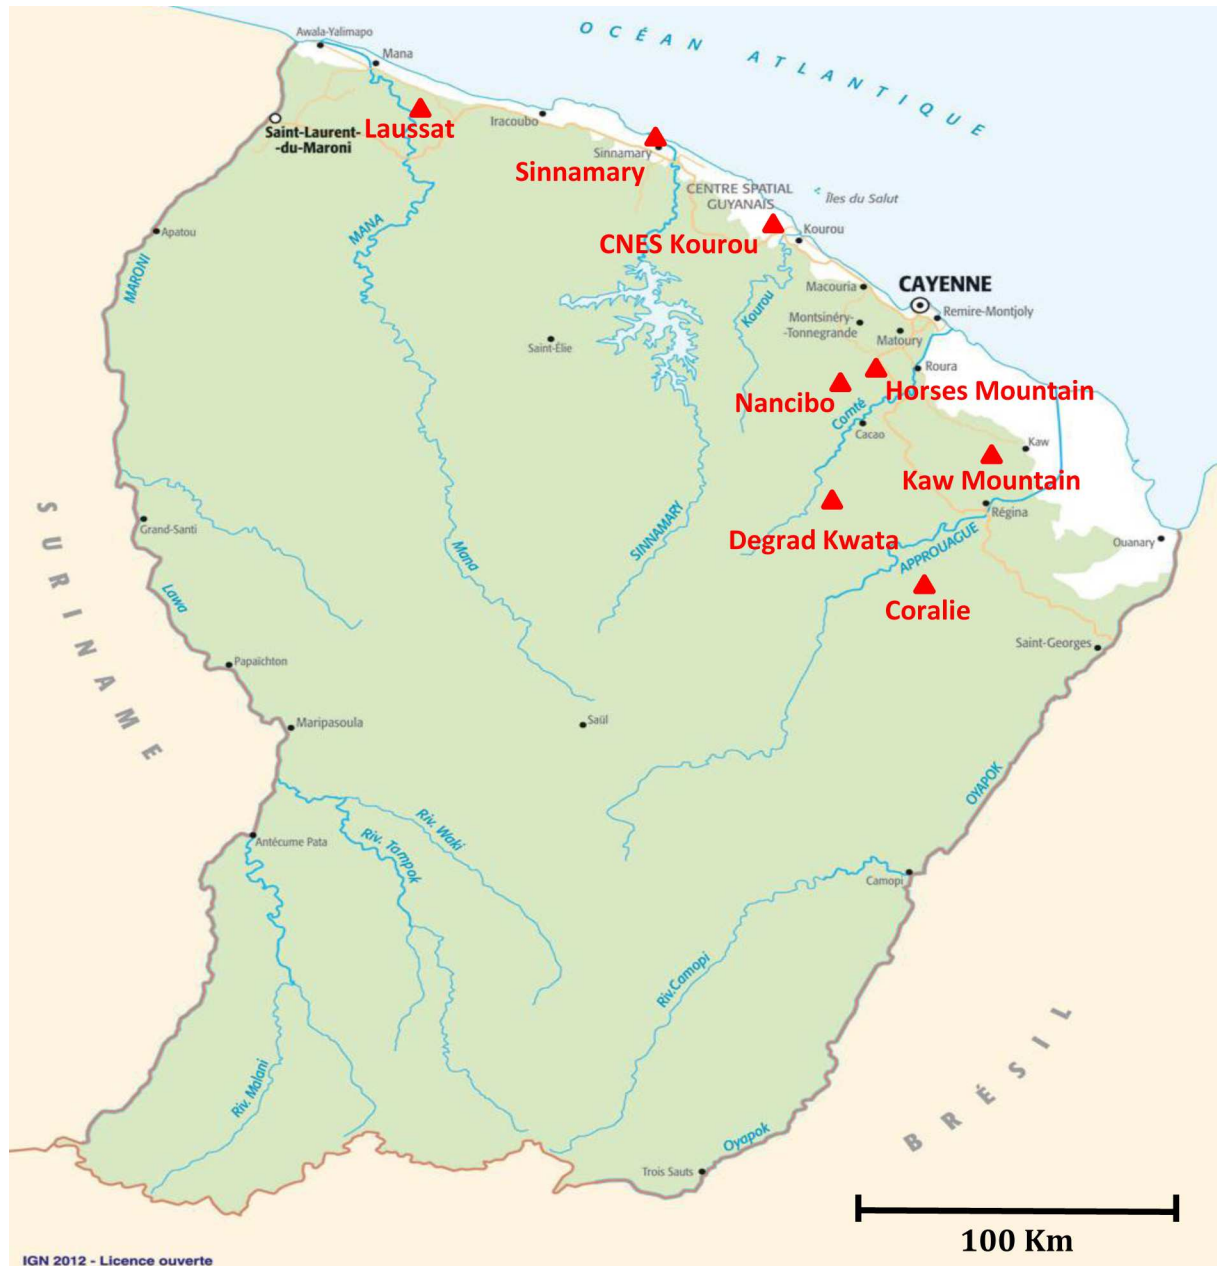 OCÉAN ATLANTIQUE
Awala-Yalimapo
Mana
Saint-Laurent-
-du-Maroni
Laussat
Iracoubo
Sinnamary
Sinnamary
CENTRE SPATIAL
GUYANAIS
Îles du Salut
CNES Kourou
Kourou
Apatou
MARONI
MANA
Kourou
Macouria
CAYENNE
Remire-Montjoly
Montsinéry-
-Tonnegrande
Matoury
Saint-Élie
Roura
Horses Mountain
Nancibo
Comté
Cacao
Kaw
Kaw Mountain
Régina
Degrad Kwata
APPROUAGUE
Ouanary
Coralie
Saint-Georges
SURINAME
Grand-Santi
Lawa
Mana
SINNAMARY
Papaïchton
Maripasoula
Saül
OYAPOK
Riv. Waki
Riv. Tampok
Antécume Pata
Camopi
Riv.Camopi
Riv. Malani
BRÉSIL
Oyapok
Trois Sauts
100 Km
IGN 2012 - Licence ouverte